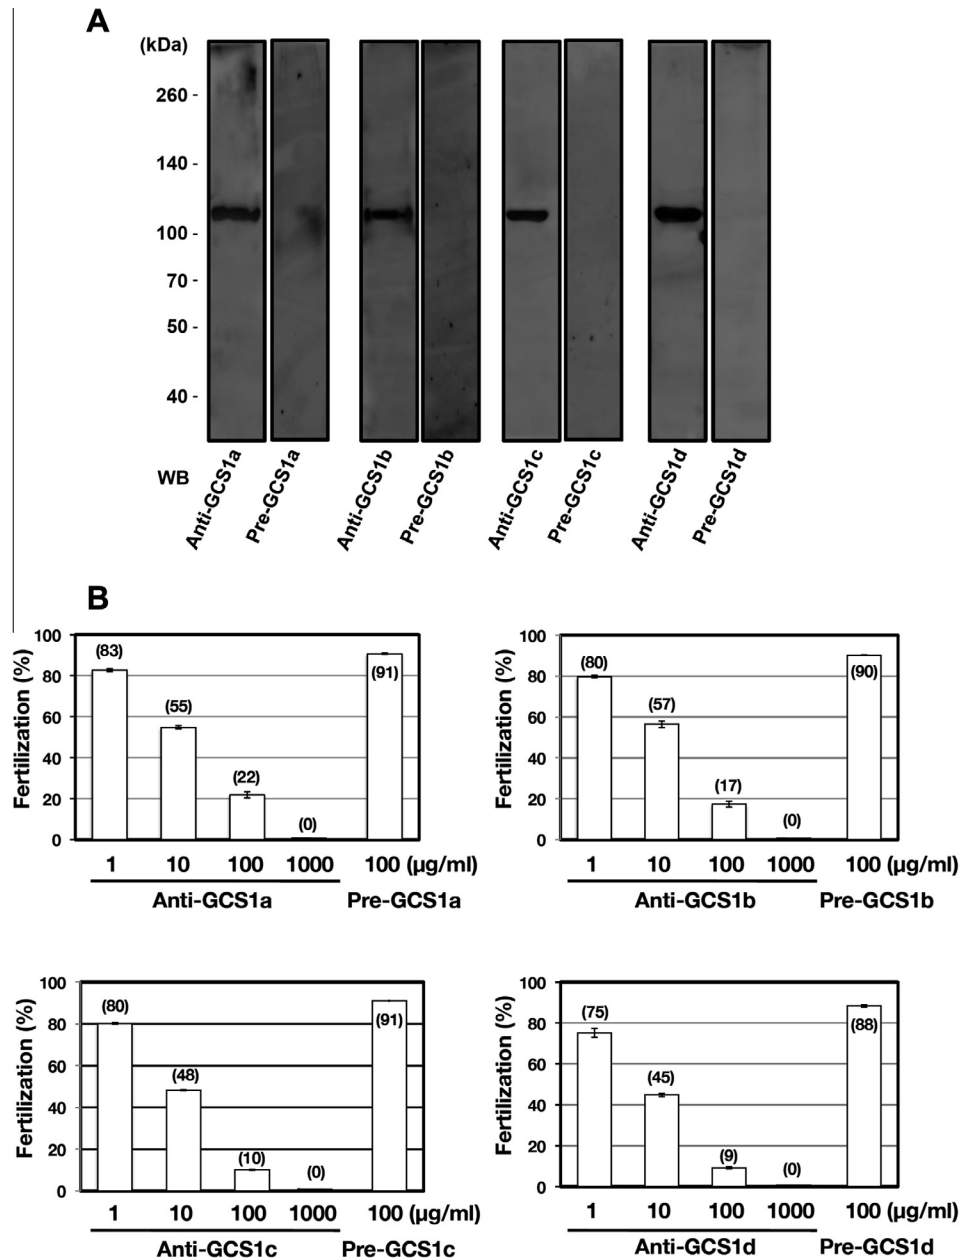 A
(kDa)
260 -
140 -
100 -
70 -
50 -
40 -
WB
Anti-GCS1a
Pre-GCS1a
Anti-GCS1b
Pre-GCS1b
Anti-GCS1c
Pre-GCS1c
Anti-GCS1d
Pre-GCS1d
B
Fertilization (%)
100
80
60
40
20
0
(83)
(55)
(22)
(0)
(91)
1 10 100 1000 100 (μg/ml)
Anti-GCS1a Pre-GCS1a
Fertilization (%)
100
80
60
40
20
0
(80)
(57)
(17)
(0)
(90)
1 10 100 1000 100 (μg/ml)
Anti-GCS1b Pre-GCS1b
Fertilization (%)
100
80
60
40
20
0
(80)
(48)
(10)
(0)
(91)
1 10 100 1000 100 (μg/ml)
Anti-GCS1c Pre-GCS1c
Fertilization (%)
100
80
60
40
20
0
(75)
(45)
(9)
(0)
(88)
1 10 100 1000 100 (μg/ml)
Anti-GCS1d Pre-GCS1d